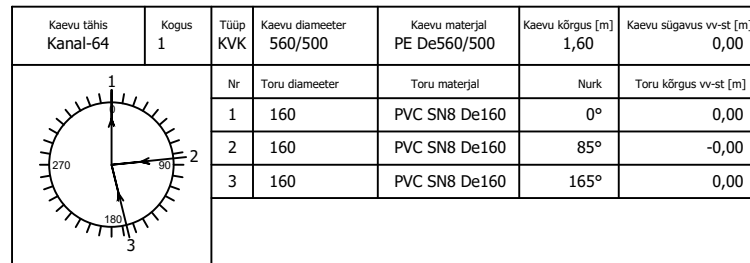 Kaevu tähis Kogus Tüüp Kaevu diameeter Kaevu materjal Kaevu kõrgus [m] Kaevu sügavus vv-st [m]
Kanal-64 1 KVK 560/500 PE De560/500 1,60 0,00
Nr Toru diameeter Toru materjal Nurk Toru kõrgus vv-st [m]
1 160 PVC SN8 De160 0° 0,00
2 160 PVC SN8 De160 85° -0,00
3 160 PVC SN8 De160 165° 0,00
1
0
2
270 90
180
3